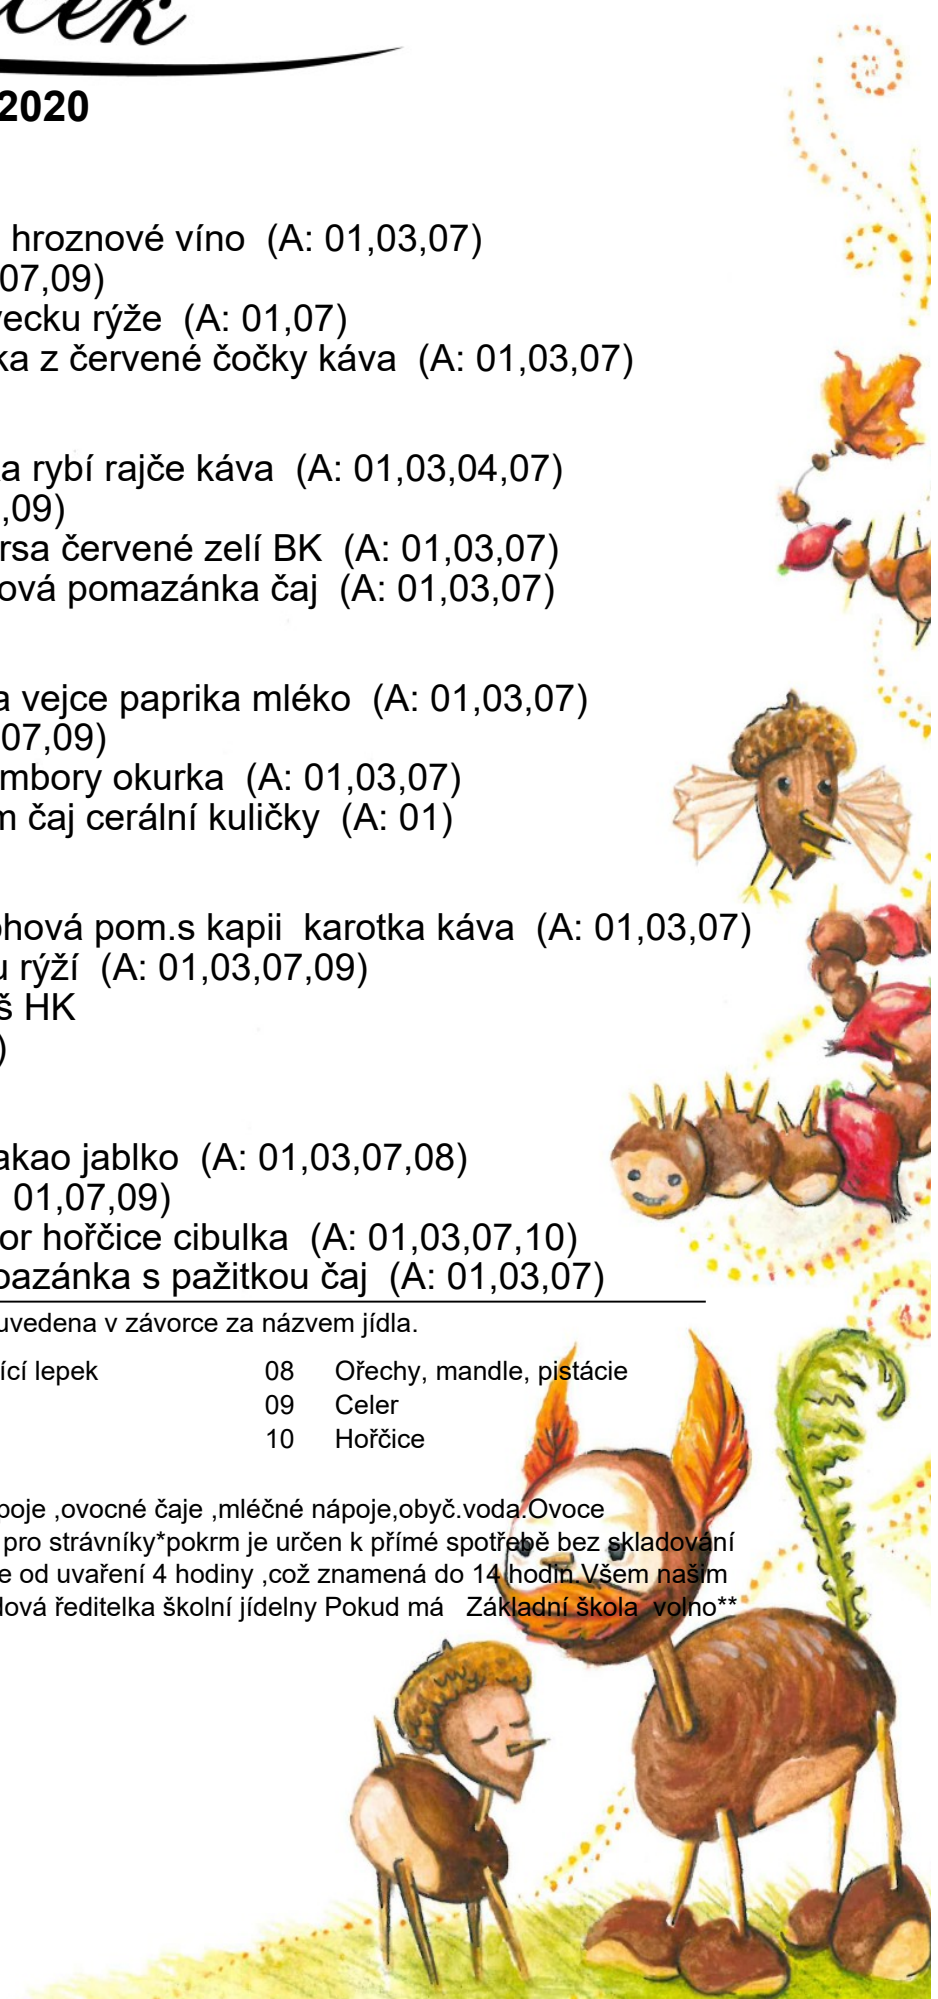 2020
hroznové víno (A: 01,03,07)
07,09)
vecku rýže (A: 01,07)
ka z červené čočky káva (A: 01,03,07)
a rybí rajče káva (A: 01,03,04,07)
,09)
rsa červené zelí BK (A: 01,03,07)
ová pomazánka čaj (A: 01,03,07)
a vejce paprika mléko (A: 01,03,07)
07,09)
mbory okurka (A: 01,03,07)
m čaj cerální kuličky (A: 01)
ohová pom.s kapii karotka káva (A: 01,03,07)
u rýží (A: 01,03,07,09)
š HK
)
akao jablko (A: 01,03,07,08)
01,07,09)
or hořčice cibulka (A: 01,03,07,10)
pazánka s pažitkou čaj (A: 01,03,07)
uvedena v závorce za názvem jídla.
ící lepek 08 Ořechy, mandle, pistácie
09 Celer
10 Hořčice
poje ,ovocné čaje ,mléčné nápoje,obyč.voda.Ovoce
pro strávníky*pokrm je určen k přímé spotřebě bez skladování
e od uvaření 4 hodiny ,což znamená do 14 hodin.Všem naším
dová ředitelka školní jídelny Pokud má Základní škola volno**